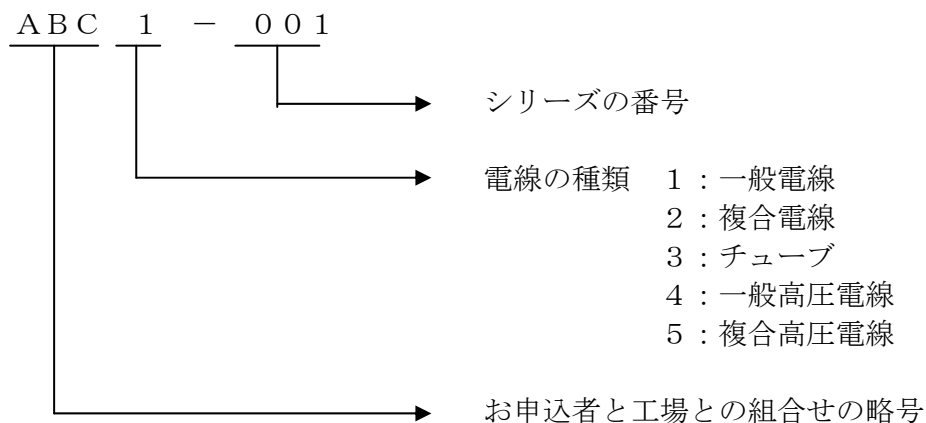 ABC 1 － 001
シリーズの番号
電線の種類 1：一般電線
2：複合電線
3：チューブ
4：一般高圧電線
5：複合高圧電線
お申込者と工場との組合せの略号